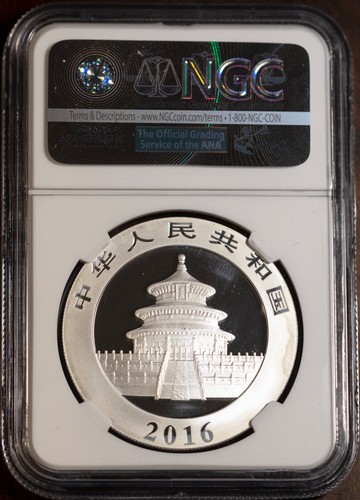 NGC
Terms & Descriptions - www.NGCcoin.com/terms • 1-800-NGC-COIN
The Official Grading
Service of the ANA
中华人民共和国
2016